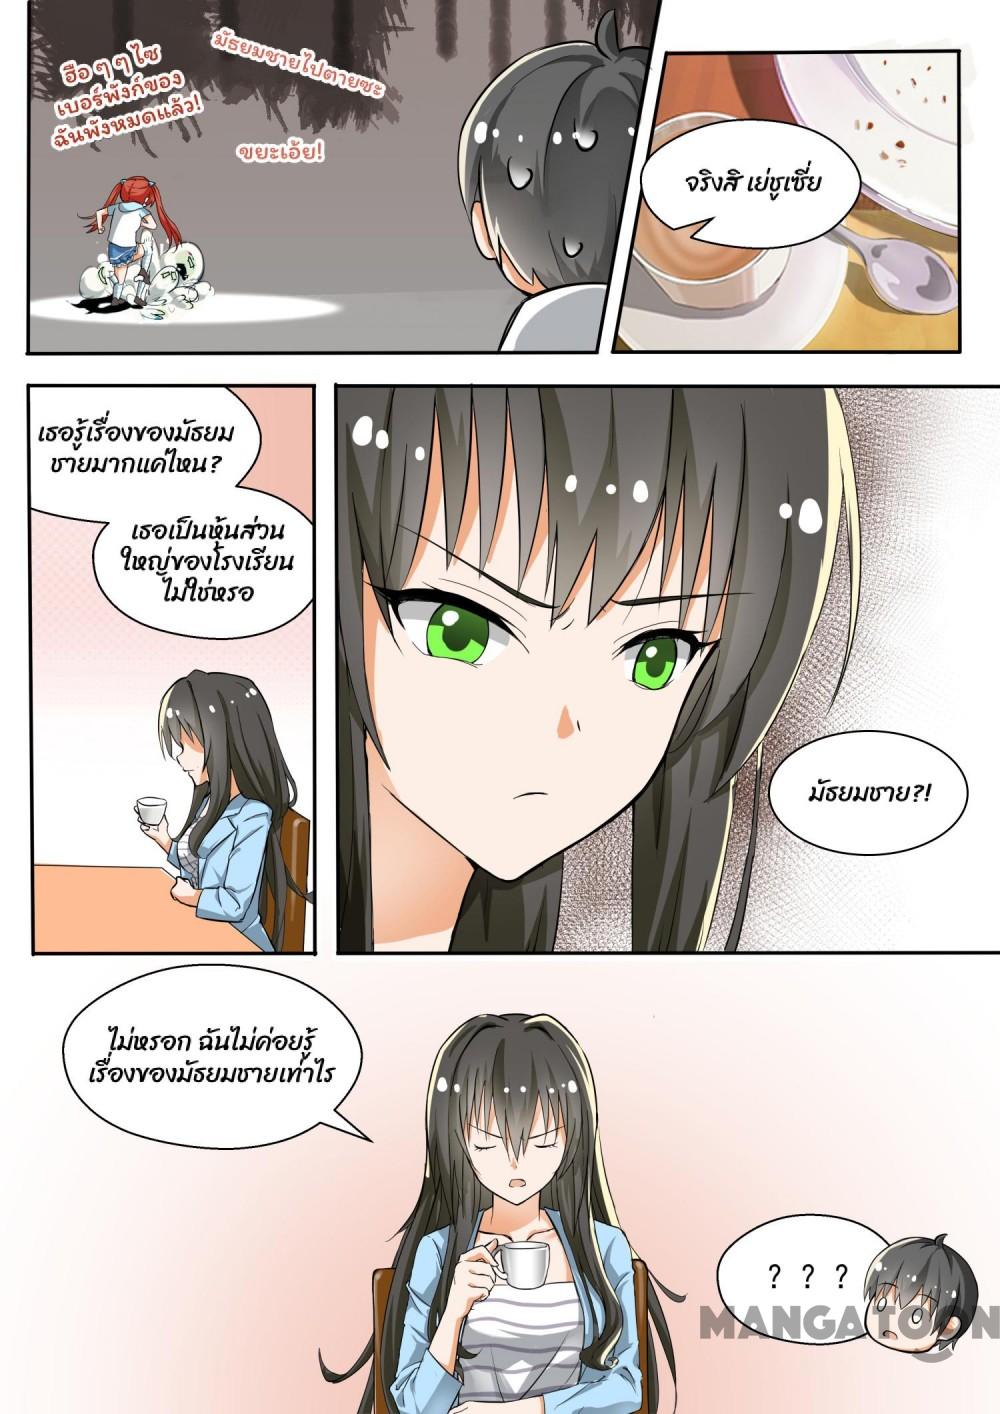 ฮือๆๆไซ
เบอร์พังก์ของ
ฉันพังหมดแล้ว!
มัธยมชายไปตายซะ
ขยะเอ้ย!
จริงสิ เย่ชูเซี่ย
เธอรู้เรื่องของมัธยม
ชายมากแค่ไหน?
เธอเป็นหุ้นส่วน
ใหญ่ของโรงเรียน
ไม่ใช่หรอ
มัธยมชาย?!
ไม่หรอก ฉันไม่ค่อยรู้
เรื่องของมัธยมชายเท่าไร
? ? ?
MANGATOON